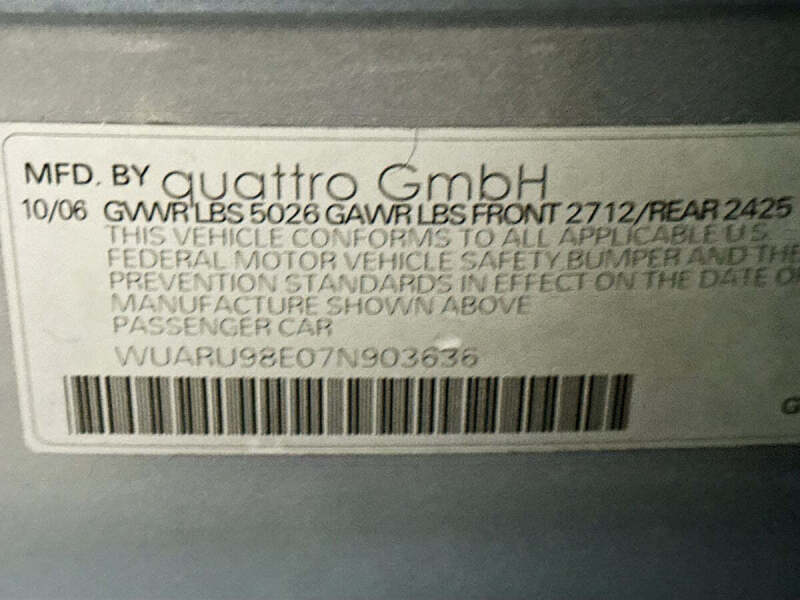 MFD. BY quattro GmbH
10/06 GVWR LBS 5026 GAWR LBS FRONT 2712/REAR 2425
THIS VEHICLE CONFORMS TO ALL APPLICABLE U.S.
FEDERAL MOTOR VEHICLE SAFETY, BUMPER AND THE
PREVENTION STANDARDS IN EFFECT ON THE DATE O
MANUFACTURE SHOWN ABOVE
PASSENGER CAR
WUARU98E07N903636
G